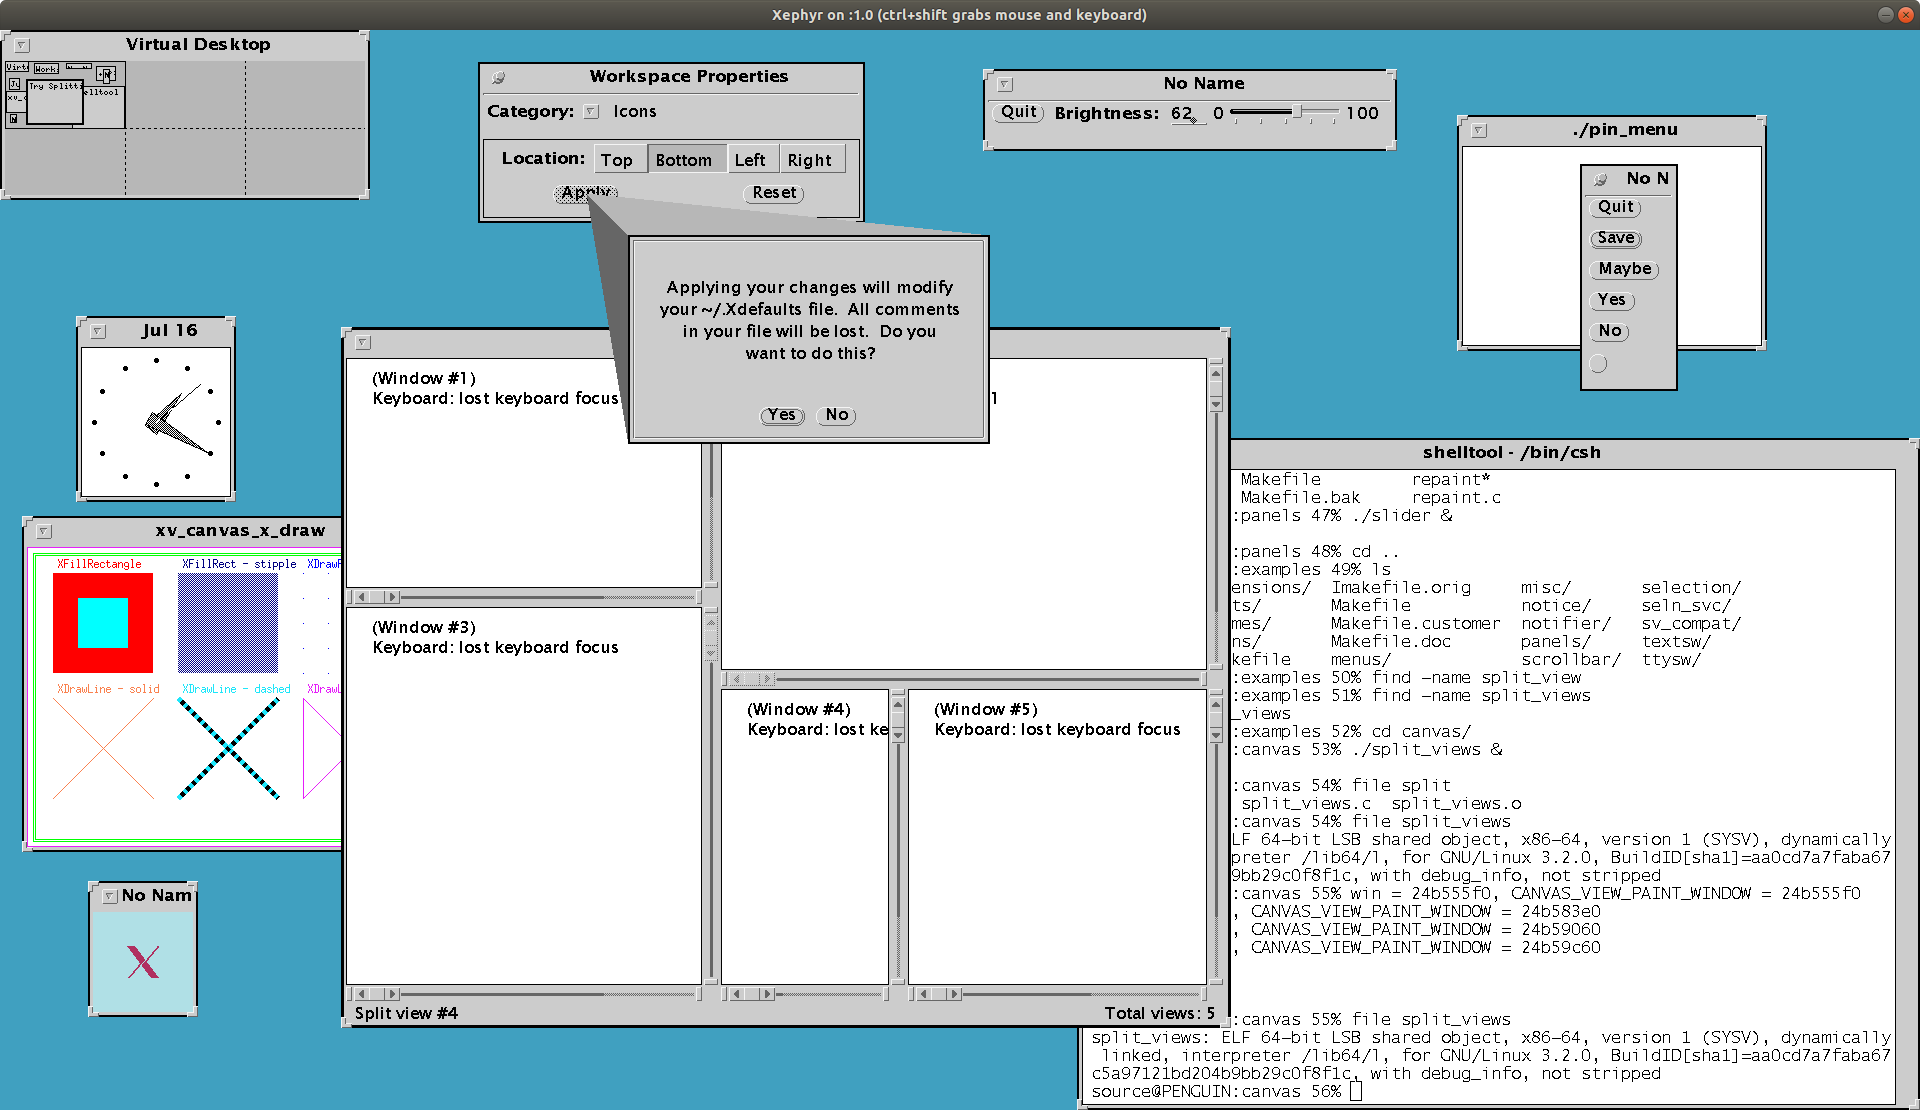 Xephyr on :1.0 (ctrl+shift grabs mouse and keyboard)
Virtual Desktop
Virt
Work
Try Splitti
elltool
Ju
xv_c
Workspace Properties
Category: Icons
Location: Top Bottom Left Right
Apply Reset
No Name
Quit Brightness: 62 0 100
./pin_menu
No N
Quit
Save
Maybe
Yes
No
Applying your changes will modify
your ~/.Xdefaults file. All comments
in your file will be lost. Do you
want to do this?
Yes No
Jul 16
(Window #1)
Keyboard: lost keyboard focus
1
(Window #3)
Keyboard: lost keyboard focus
(Window #4)
Keyboard: lost ke
(Window #5)
Keyboard: lost keyboard focus
Split view #4 Total views: 5
xv_canvas_x_draw
XFillRectangle XFillRect - stipple XDrawR
XDrawLine - solid XDrawLine - dashed XDrawL
No Nam
X
shelltool - /bin/csh
Makefile repaint*
Makefile.bak repaint.c
:panels 47% ./slider &
:panels 48% cd ..
:examples 49% ls
ensions/ Imakefile.orig misc/ selection/
ts/ Makefile notice/ seln_svc/
mes/ Makefile.customer notifier/ sv_compat/
ns/ Makefile.doc panels/ textsw/
kefile menus/ scrollbar/ ttysw/
:examples 50% find -name split_view
:examples 51% find -name split_views
_views
:examples 52% cd canvas/
:canvas 53% ./split_views &
:canvas 54% file split
split_views.c split_views.o
:canvas 54% file split_views
LF 64-bit LSB shared object, x86-64, version 1 (SYSV), dynamically
preter /lib64/l, for GNU/Linux 3.2.0, BuildID[sha1]=aa0cd7a7faba67
9bb29c0f8f1c, with debug_info, not stripped
:canvas 55% win = 24b555f0, CANVAS_VIEW_PAINT_WINDOW = 24b555f0
, CANVAS_VIEW_PAINT_WINDOW = 24b583e0
, CANVAS_VIEW_PAINT_WINDOW = 24b59060
, CANVAS_VIEW_PAINT_WINDOW = 24b59c60
:canvas 55% file split_views
split_views: ELF 64-bit LSB shared object, x86-64, version 1 (SYSV), dynamically
linked, interpreter /lib64/l, for GNU/Linux 3.2.0, BuildID[sha1]=aa0cd7a7faba67
c5a97121bd204b9bb29c0f8f1c, with debug_info, not stripped
source@PENGUIN:canvas 56%